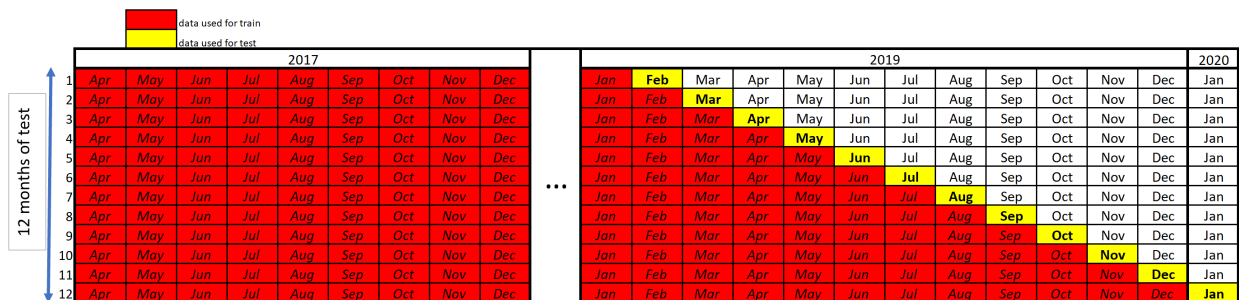 data used for train
data used for test
2017 2019 2020
1 Apr May Jun Jul Aug Sep Oct Nov Dec Jan Feb Mar Apr May Jun Jul Aug Sep Oct Nov Dec Jan
2 Apr May Jun Jul Aug Sep Oct Nov Dec Jan Feb Mar Apr May Jun Jul Aug Sep Oct Nov Dec Jan
3 Apr May Jun Jul Aug Sep Oct Nov Dec Jan Feb Mar Apr May Jun Jul Aug Sep Oct Nov Dec Jan
4 Apr May Jun Jul Aug Sep Oct Nov Dec Jan Feb Mar Apr May Jun Jul Aug Sep Oct Nov Dec Jan
5 Apr May Jun Jul Aug Sep Oct Nov Dec Jan Feb Mar Apr May Jun Jul Aug Sep Oct Nov Dec Jan
6 Apr May Jun Jul Aug Sep Oct Nov Dec ... Jan Feb Mar Apr May Jun Jul Aug Sep Oct Nov Dec Jan
7 Apr May Jun Jul Aug Sep Oct Nov Dec Jan Feb Mar Apr May Jun Jul Aug Sep Oct Nov Dec Jan
8 Apr May Jun Jul Aug Sep Oct Nov Dec Jan Feb Mar Apr May Jun Jul Aug Sep Oct Nov Dec Jan
9 Apr May Jun Jul Aug Sep Oct Nov Dec Jan Feb Mar Apr May Jun Jul Aug Sep Oct Nov Dec Jan
10 Apr May Jun Jul Aug Sep Oct Nov Dec Jan Feb Mar Apr May Jun Jul Aug Sep Oct Nov Dec Jan
11 Apr May Jun Jul Aug Sep Oct Nov Dec Jan Feb Mar Apr May Jun Jul Aug Sep Oct Nov Dec Jan
12 Apr May Jun Jul Aug Sep Oct Nov Dec Jan Feb Mar Apr May Jun Jul Aug Sep Oct Nov Dec Jan
12 months of test